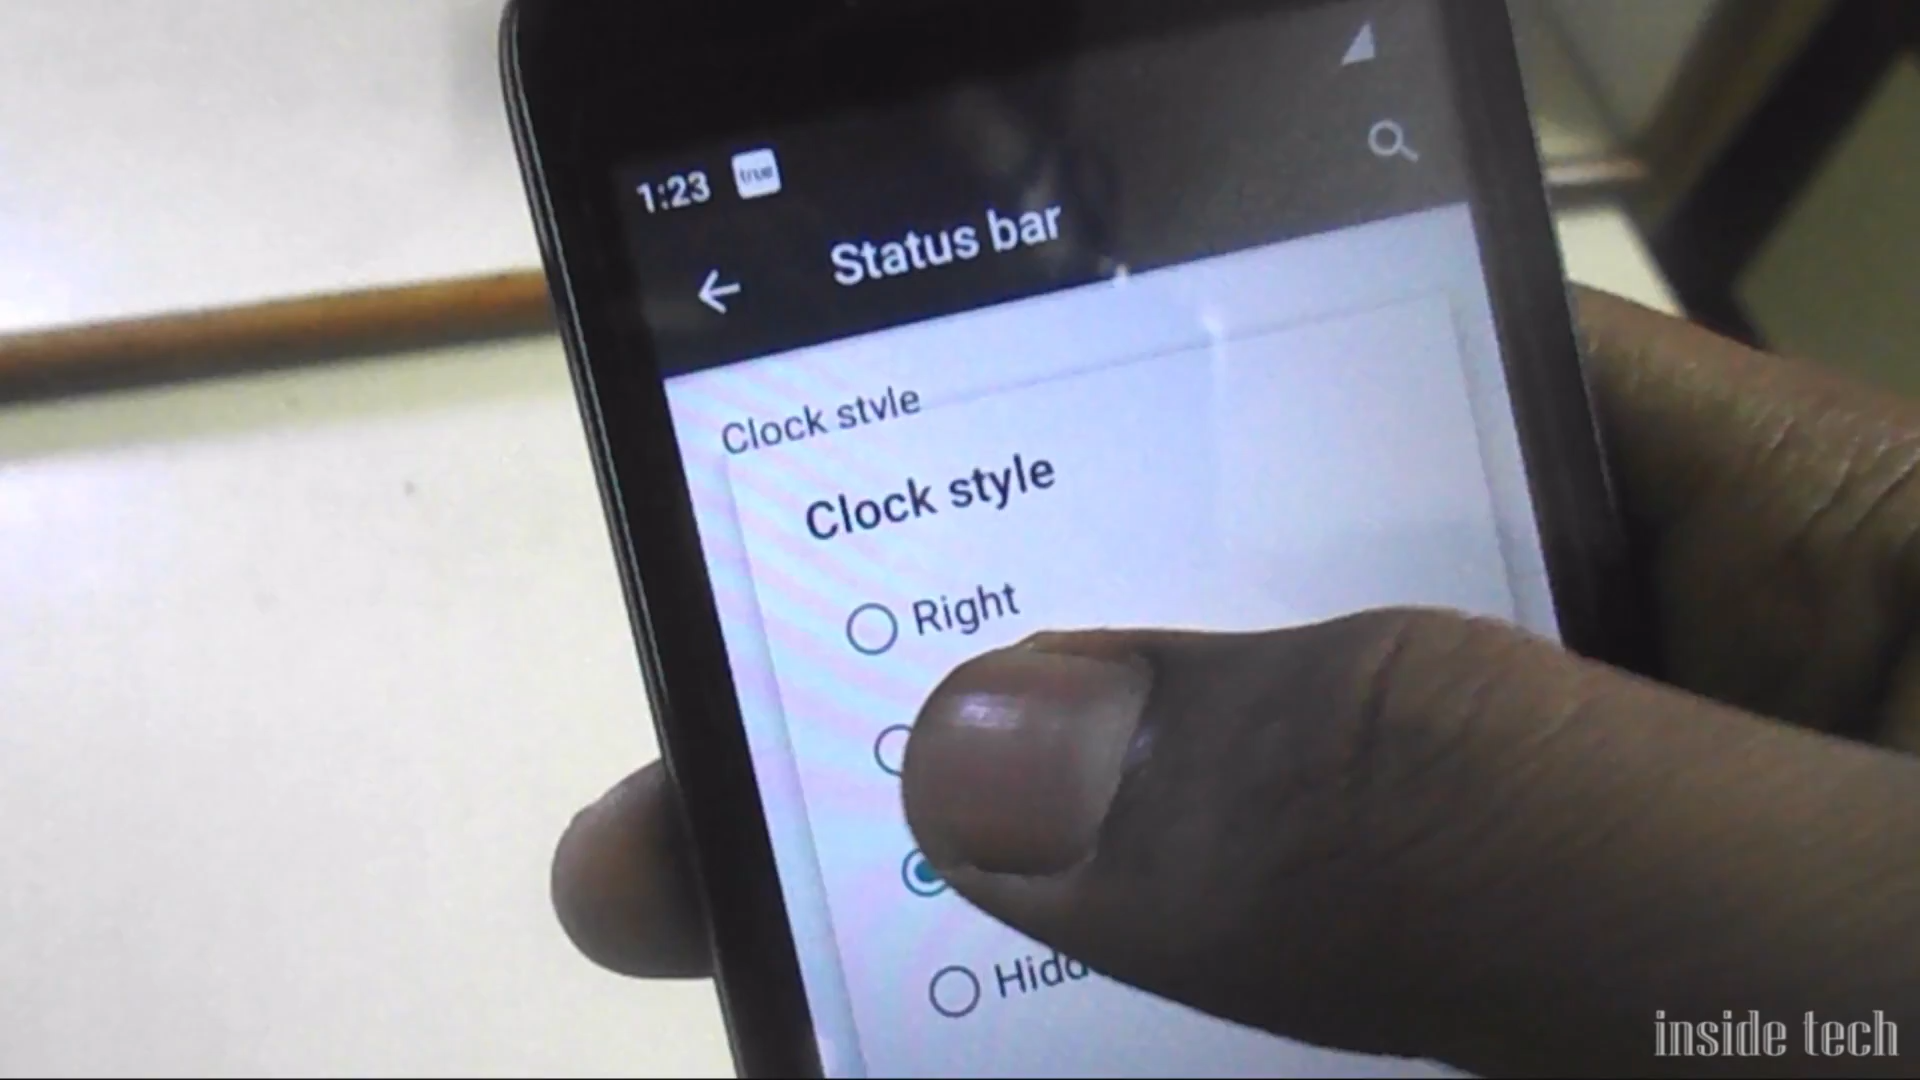 1:23 true
Status bar
Clock style
Clock style
Right
inside tech